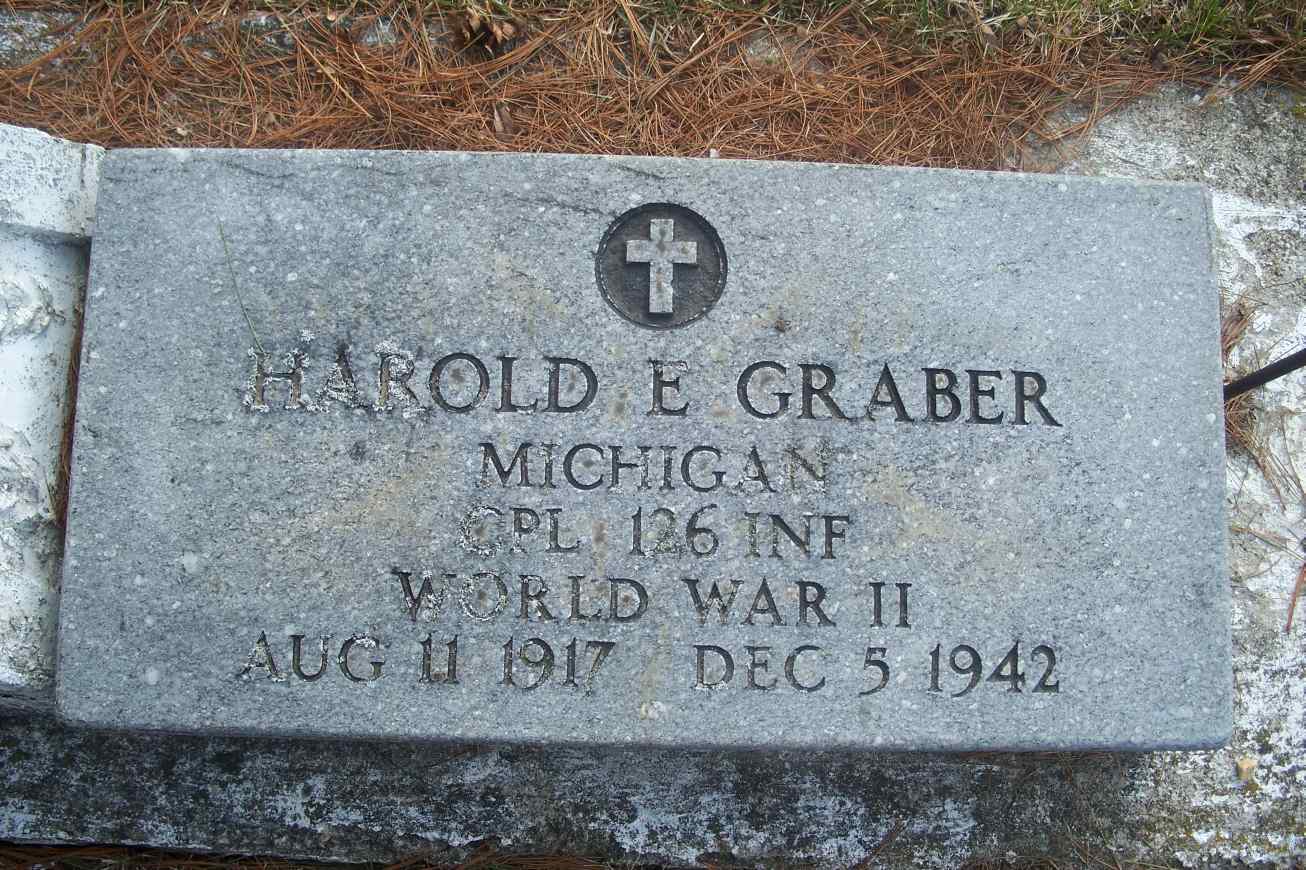 HAROLD E GRABER
MICHIGAN
CPL 126 INF
WORLD WAR II
AUG 11 1917 DEC 5 1942